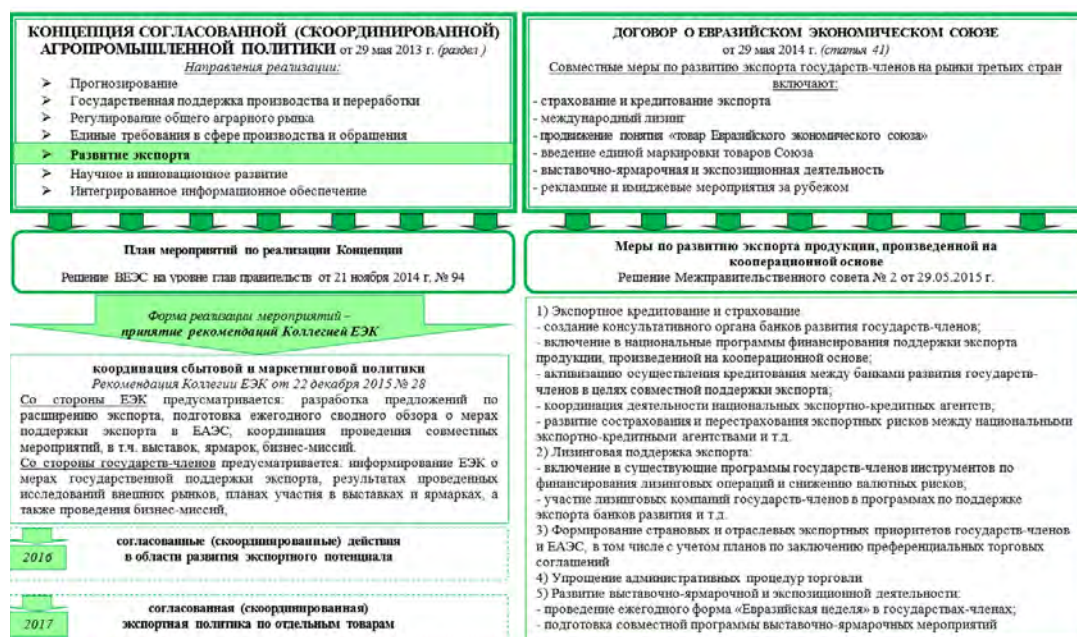 КОНЦЕПЦИЯ СОГЛАСОВАННОЙ (СКООРДИНИРОВАННОЙ)
АГРОПРОМЫШЛЕННОЙ ПОЛИТИКИ от 29 мая 2013 г. (раздел )
Направления реализации:
➤ Прогнозирование
➤ Государственная поддержка производства и переработки
➤ Регулирование общего аграрного рынка
➤ Единые требования в сфере производства и обращения
➤ Развитие экспорта
➤ Научное и инновационное развитие
➤ Интегрированное информационное обеспечение
План мероприятий по реализации Концепции
Решение ВЕЭС на уровне глав правительств от 21 ноября 2014 г. № 94
Форма реализации мероприятий –
принятие рекомендаций Коллегией ЕЭК
координация сбытовой и маркетинговой политики
Рекомендация Коллегии ЕЭК от 22 декабря 2015 № 28
Со стороны ЕЭК предусматривается: разработка предложений по
расширению экспорта, подготовка ежегодного сводного обзора о мерах
поддержки экспорта в ЕАЭС, координация проведения совместных
мероприятий, в т.ч. выставок, ярмарок, бизнес-миссий.
Со стороны государств-членов предусматривается: информирование ЕЭК о
мерах государственной поддержки экспорта, результатах проведенных
исследований внешних рынков, планах участия в выставках и ярмарках, а
также проведения бизнес-миссий,
2016
согласованные (скоординированные) действия
в области развития экспортного потенциала
2017
согласованная (скоординированная)
экспортная политика по отдельным товарам
ДОГОВОР О ЕВРАЗИЙСКОМ ЭКОНОМИЧЕСКОМ СОЮЗЕ
от 29 мая 2014 г. (статья 41)
Совместные меры по развитию экспорта государств-членов на рынки третьих стран
включают:
- страхование и кредитование экспорта
- международный лизинг
- продвижение понятия «товар Евразийского экономического союза»
- введение единой маркировки товаров Союза
- выставочно-ярмарочная и экспозиционная деятельность
- рекламные и имиджевые мероприятия за рубежом
Меры по развитию экспорта продукции, произведенной на
кооперационной основе
Решение Межправительственного совета № 2 от 29.05.2015 г.
1) Экспортное кредитование и страхование
- создание консультативного органа банков развития государств-членов;
- включение в национальные программы финансирования поддержки экспорта
продукции, произведенной на кооперационной основе;
- активизацию осуществления кредитования между банками развития государств-
членов в целях совместной поддержки экспорта;
- координация деятельности национальных экспортно-кредитных агентств;
- развитие сострахования и перестрахования экспортных рисков между национальными
экспортно-кредитными агентствами и т.д.
2) Лизинговая поддержка экспорта:
- включение в существующие программы государств-членов инструментов по
финансирования лизинговых операций и снижению валютных рисков;
- участие лизинговых компаний государств-членов в программах по поддержке
экспорта банков развития и т.д.
3) Формирование страновых и отраслевых экспортных приоритетов государств-членов
и ЕАЭС, в том числе с учетом планов по заключению преференциальных торговых
соглашений
4) Упрощение административных процедур торговли
5) Развитие выставочно-ярмарочной и экспозиционной деятельности:
- проведение ежегодного форма «Евразийская неделя» в государствах-членах;
- подготовка совместной программы выставочно-ярмарочных мероприятий